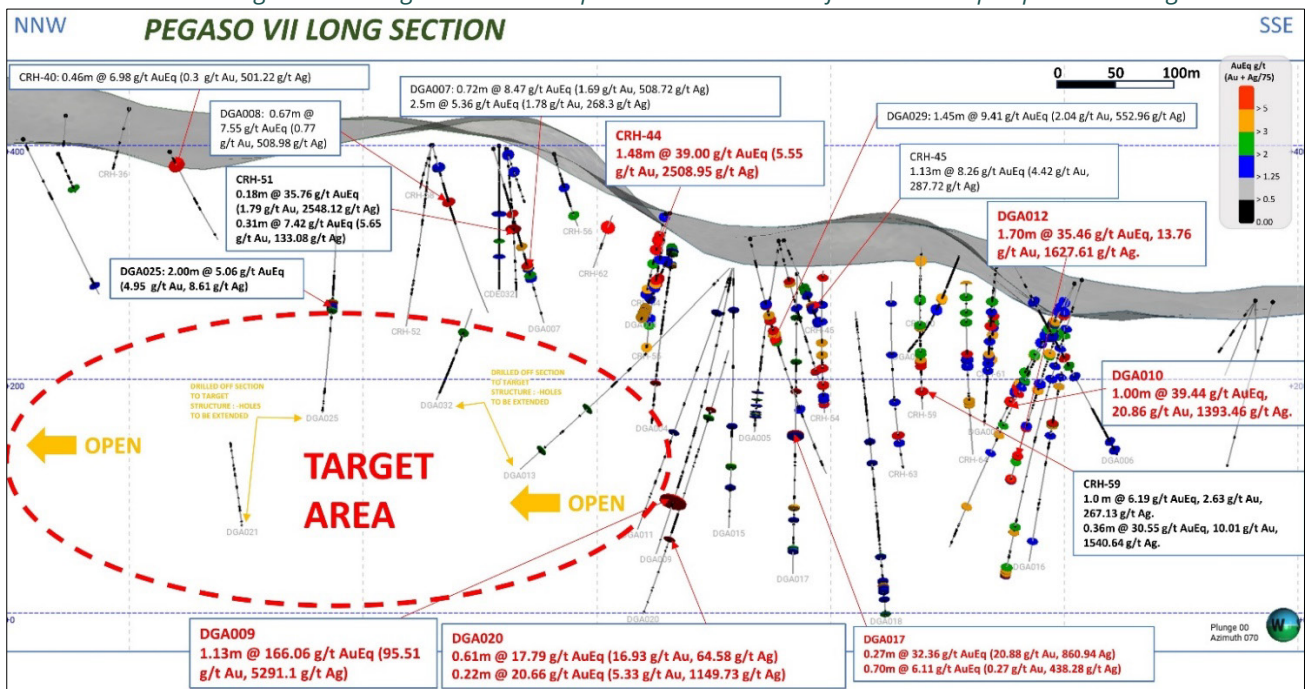 NNW
PEGASO VII LONG SECTION
SSE
CRH-40: 0.46m @ 6.98 g/t AuEq (0.3 g/t Au, 501.22 g/t Ag)
DGA008: 0.67m @
7.55 g/t AuEq (0.77
g/t Au, 508.98 g/t Ag)
DGA007: 0.72m @ 8.47 g/t AuEq (1.69 g/t Au, 508.72 g/t Ag)
2.5m @ 5.36 g/t AuEq (1.78 g/t Au, 268.3 g/t Ag)
CRH-44
1.48m @ 39.00 g/t AuEq (5.55
g/t Au, 2508.95 g/t Ag)
0 50 100m
DGA029: 1.45m @ 9.41 g/t AuEq (2.04 g/t Au, 552.96 g/t Ag)
CRH-45
1.13m @ 8.26 g/t AuEq (4.42 g/t Au,
287.72 g/t Ag)
AuEq g/t
(Au + Ag/75)
> 5
> 3
> 2
> 1.25
> 0.5
0.00
400
CRH-36
CRH-51
0.18m @ 35.76 g/t AuEq
(1.79 g/t Au, 2548.12 g/t Ag)
0.31m @ 7.42 g/t AuEq (5.65
g/t Au, 133.08 g/t Ag)
DGA012
1.70m @ 35.46 g/t AuEq, 13.76
g/t Au, 1627.61 g/t Ag.
DGA025: 2.00m @ 5.06 g/t AuEq
(4.95 g/t Au, 8.61 g/t Ag)
CRH-56
CRH-62
CDE032
DGA007
CRH-52
CRH-45
CRH-54
CRH-59
CRH-61
200
DRILLED OFF SECTION
TO TARGET
STRUCTURE : -HOLES
TO BE EXTENDED
DRILLED OFF SECTION
TO TARGET
STRUCTURE : -HOLES
TO BE EXTENDED
DGA025
DGA032
DGA004
DGA005
DGA010
1.00m @ 39.44 g/t AuEq,
20.86 g/t Au, 1393.46 g/t Ag.
OPEN
TARGET
AREA
DGA013
CRH-63
CRH-64
DGA006
OPEN
CRH-59
1.0 m @ 6.19 g/t AuEq, 2.63 g/t Au,
267.13 g/t Ag.
0.36m @ 30.55 g/t AuEq, 10.01 g/t Au,
1540.64 g/t Ag.
DGA021
DGA011
DGA015
DGA009
DGA017
DGA016
DGA020
DGA018
0
DGA009
1.13m @ 166.06 g/t AuEq (95.51
g/t Au, 5291.1 g/t Ag)
DGA020
0.61m @ 17.79 g/t AuEq (16.93 g/t Au, 64.58 g/t Ag)
0.22m @ 20.66 g/t AuEq (5.33 g/t Au, 1149.73 g/t Ag)
DGA017
0.27m @ 32.36 g/t AuEq (20.88 g/t Au, 860.94 Ag)
0.70m @ 6.11 g/t AuEq (0.27 g/t Au, 438.28 g/t Ag)
Plunge 00
Azimuth 070